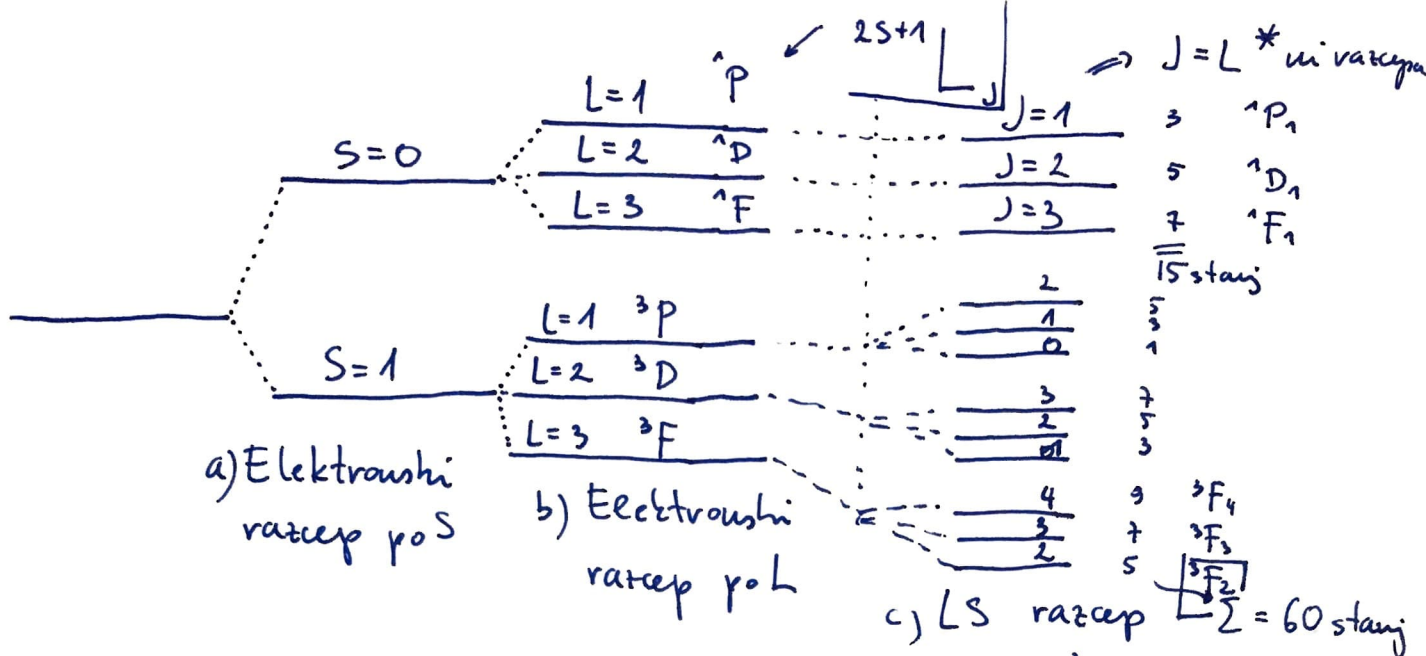 2S+1 L J
J = L * ni razcepa
L=1 ¹P
J=1 3 ¹P₁
S=0
L=2 ¹D
J=2 5 ¹D₁
L=3 ¹F
J=3 7 ¹F₁
15 stanj
2 5
L=1 ³P
1 3
0 1
S=1
L=2 ³D
3 7
2 5
1 3
L=3 ³F
a) Elektronski
razcep po S
b) Elektronski
razcep po L
4 9 ³F₄
3 7 ³F₃
2 5 ³F₂
c) LS razcep
Σ = 60 stanj